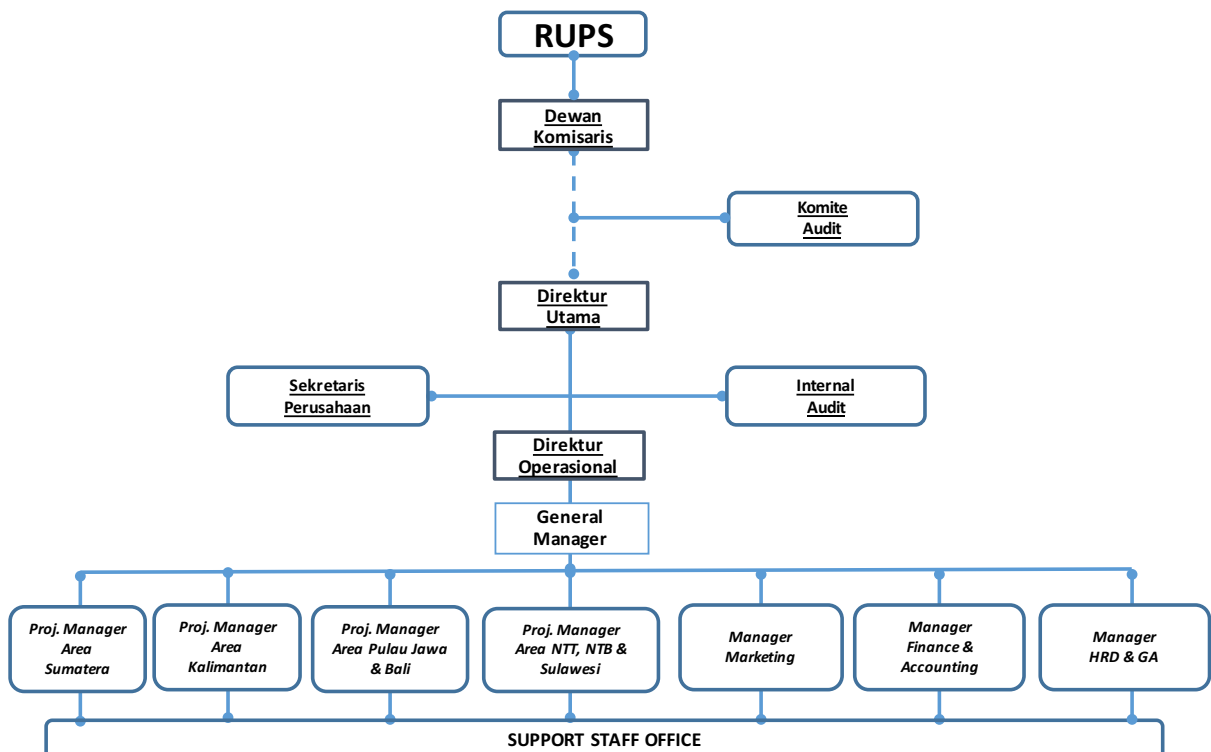 RUPS
Dewan
Komisaris
Komite
Audit
Direktur
Utama
Sekretaris
Perusahaan
Internal
Audit
Direktur
Operasional
General
Manager
Proj. Manager
Area
Sumatera
Proj. Manager
Area
Kalimantan
Proj. Manager
Area Pulau Jawa
& Bali
Proj. Manager
Area NTT, NTB &
Sulawesi
Manager
Marketing
Manager
Finance &
Accounting
Manager
HRD & GA
SUPPORT STAFF OFFICE